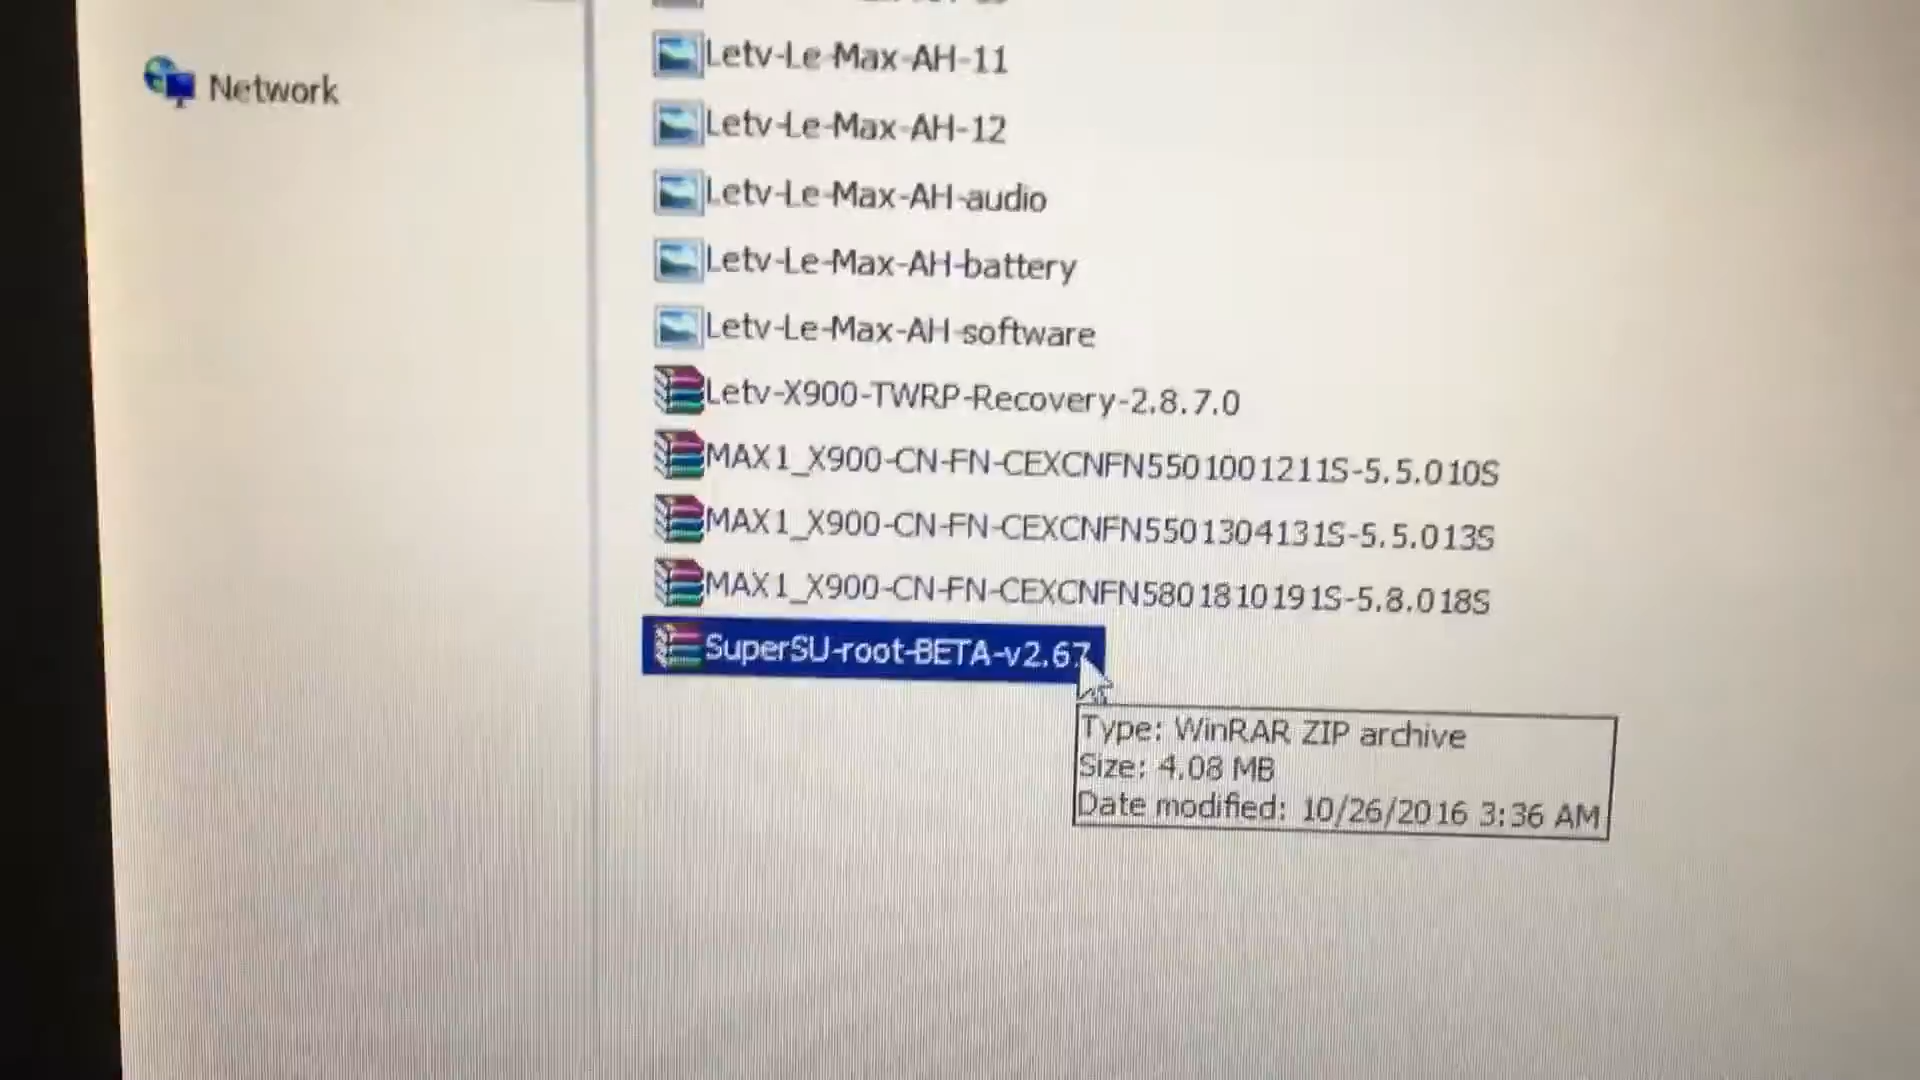 Network
Letv-Le-Max-AH-11
Letv-Le-Max-AH-12
Letv-Le-Max-AH-audio
Letv-Le-Max-AH-battery
Letv-Le-Max-AH-software
Letv-X900-TWRP-Recovery-2.8.7.0
MAX1_X900-CN-FN-CEXCNFN5501001211S-5.5.010S
MAX1_X900-CN-FN-CEXCNFN5501304131S-5.5.013S
MAX1_X900-CN-FN-CEXCNFN5801810191S-5.8.018S
SuperSU-root-BETA-v2.67
Type: WinRAR ZIP archive
Size: 4.08 MB
Date modified: 10/26/2016 3:36 AM